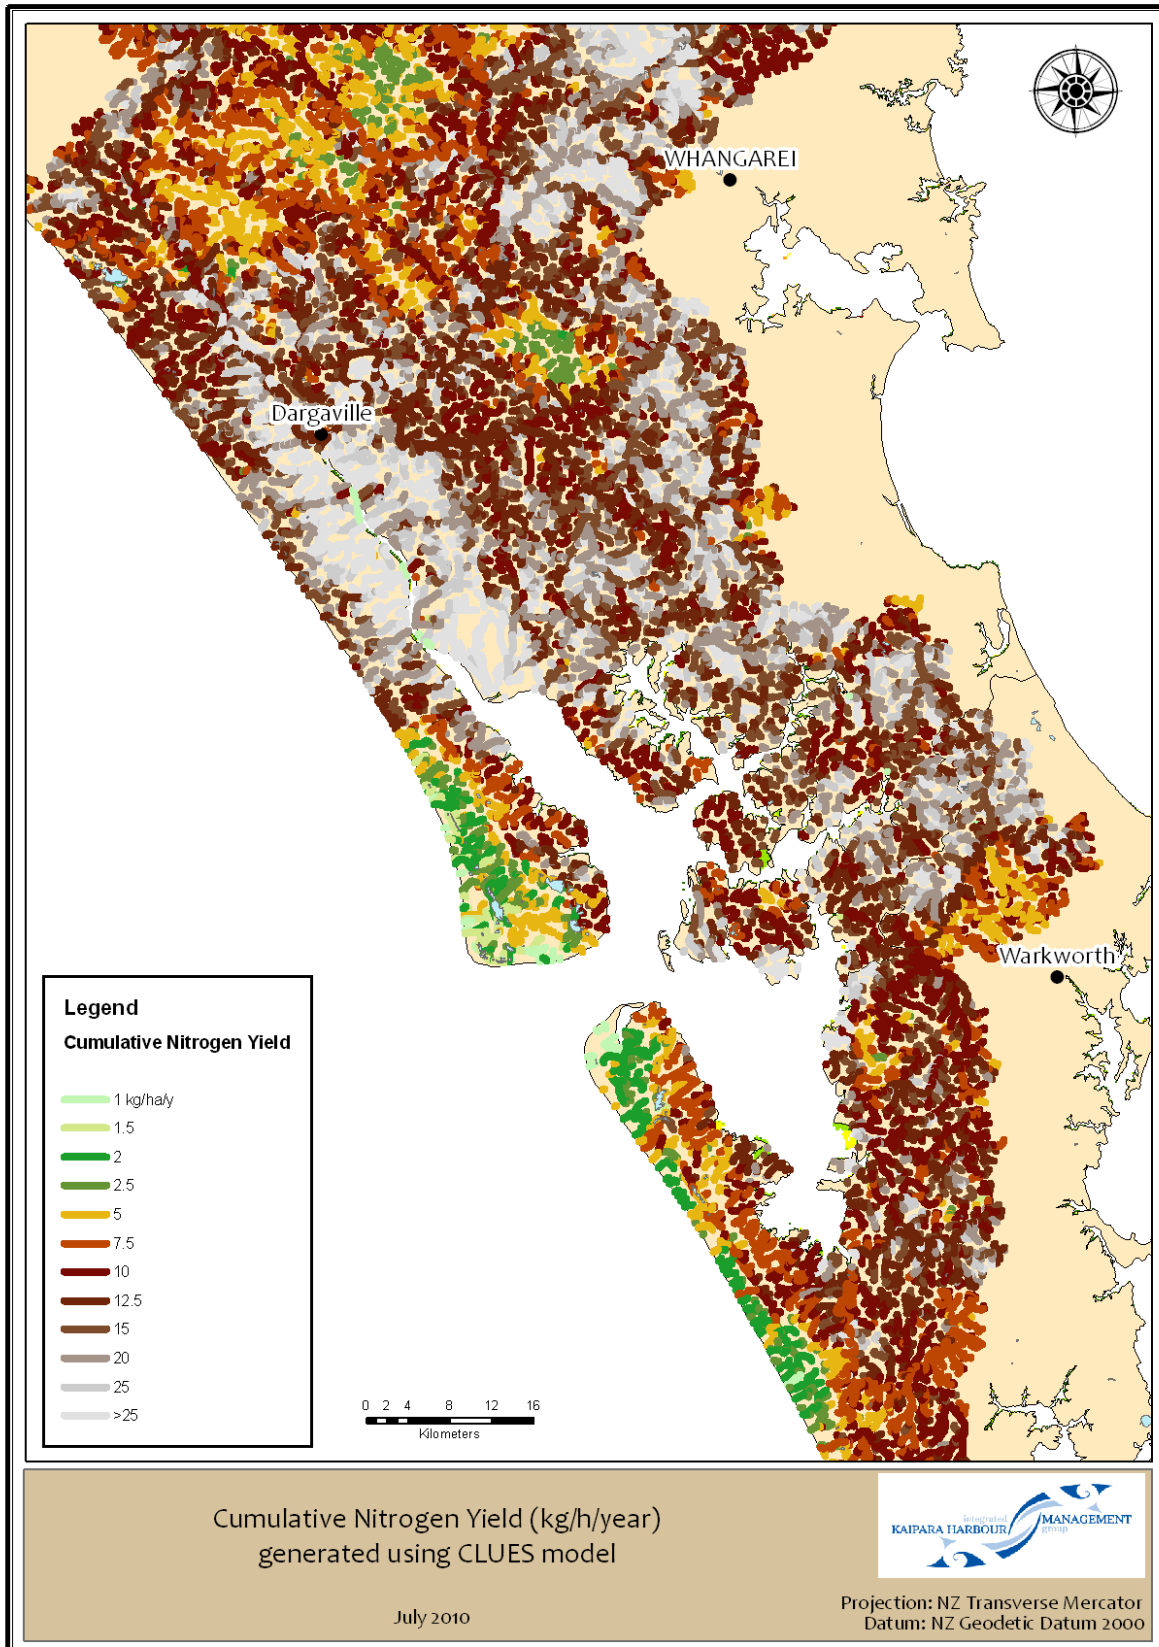 WHANGAREI
Dargaville
Warkworth
Legend
Cumulative Nitrogen Yield
1 kg/ha/y
1.5
2
2.5
5
7.5
10
12.5
15
20
25
>25
0 2 4 8 12 16
Kilometers
Cumulative Nitrogen Yield (kg/h/year)
generated using CLUES model
July 2010
integrated
KAIPARA HARBOUR MANAGEMENT
group
Projection: NZ Transverse Mercator
Datum: NZ Geodetic Datum 2000